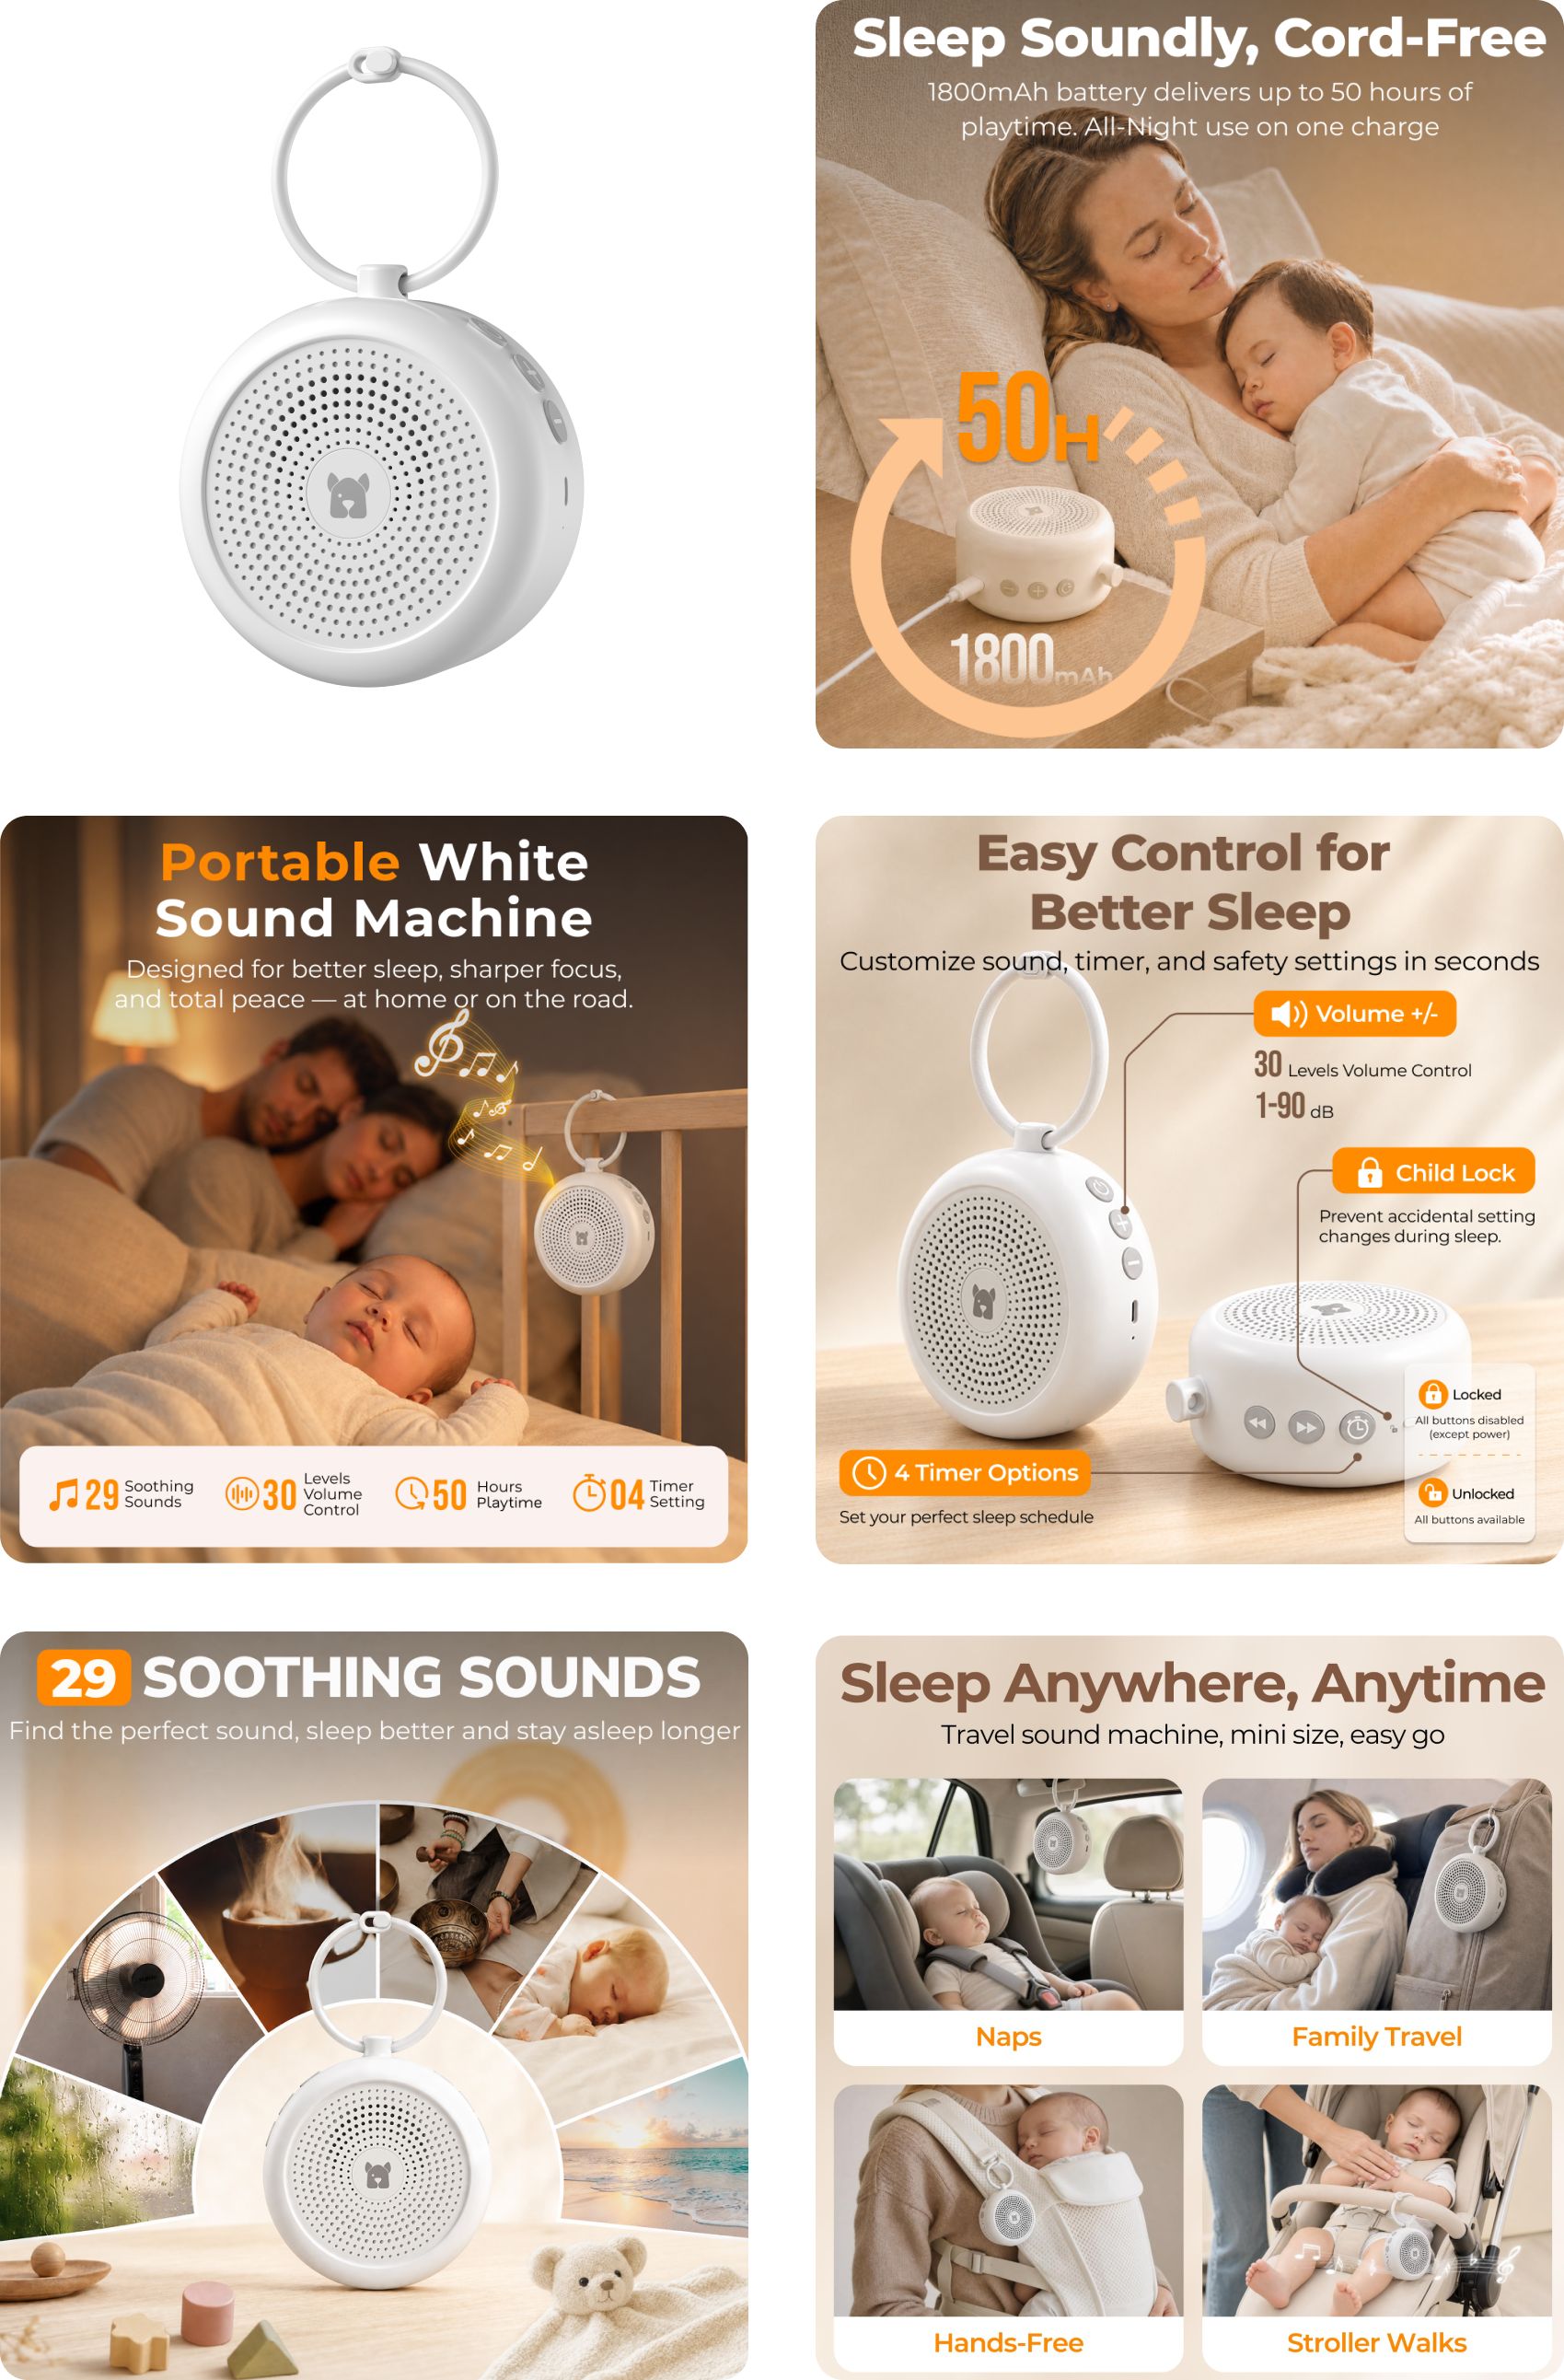 Sleep Soundly, Cord-Free
1800mAh battery delivers up to 50 hours of
playtime. All-Night use on one charge
50H
1800mAh
Portable White
Sound Machine
Designed for better sleep, sharper focus,
and total peace — at home or on the road.
29 Soothing Sounds
30 Levels Volume Control
50 Hours Playtime
04 Timer Setting
Easy Control for
Better Sleep
Customize sound, timer, and safety settings in seconds
Volume +/-
30 Levels Volume Control
1-90 dB
Child Lock
Prevent accidental setting
changes during sleep.
Locked
All buttons disabled
(except power)
Unlocked
All buttons available
4 Timer Options
Set your perfect sleep schedule
29 SOOTHING SOUNDS
Find the perfect sound, sleep better and stay asleep longer
Sleep Anywhere, Anytime
Travel sound machine, mini size, easy go
Naps
Family Travel
Hands-Free
Stroller Walks